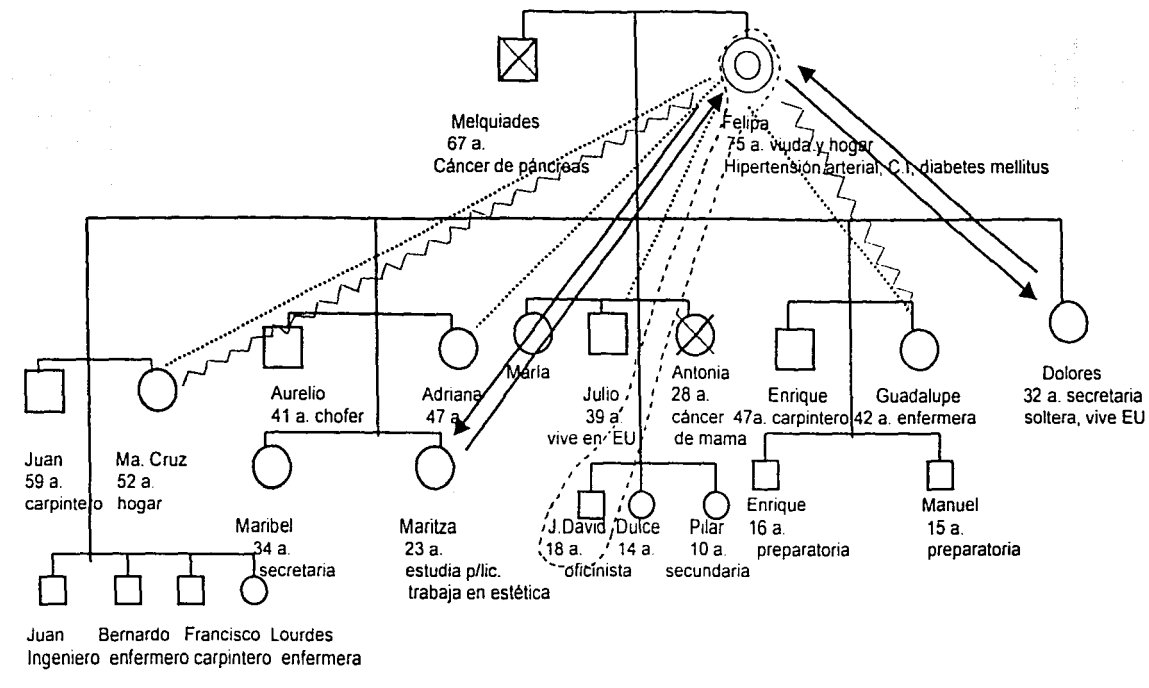 Melquiades
67 a.
Cáncer de páncreas
Felipa
75 a. viuda y hogar
Hipertensión arterial, C.I, diabetes mellitus
Juan
59 a.
carpintero
Ma. Cruz
52 a.
hogar
Aurelio
41 a. chofer
Adriana
47 a.
María
Julio
39 a
vive en EU
Antonia
28 a.
cáncer
de mama
Enrique
47a. carpintero
Guadalupe
42 a. enfermera
Dolores
32 a. secretaria
soltera, vive EU
Maribel
34 a.
secretaria
Maritza
23 a.
estudia p/lic.
trabaja en estética
J.David
18 a.
oficinista
Dulce
14 a.
Pilar
10 a.
secundaria
Enrique
16 a.
preparatoria
Manuel
15 a.
preparatoria
Juan Bernardo Francisco Lourdes
Ingeniero enfermero carpintero enfermera